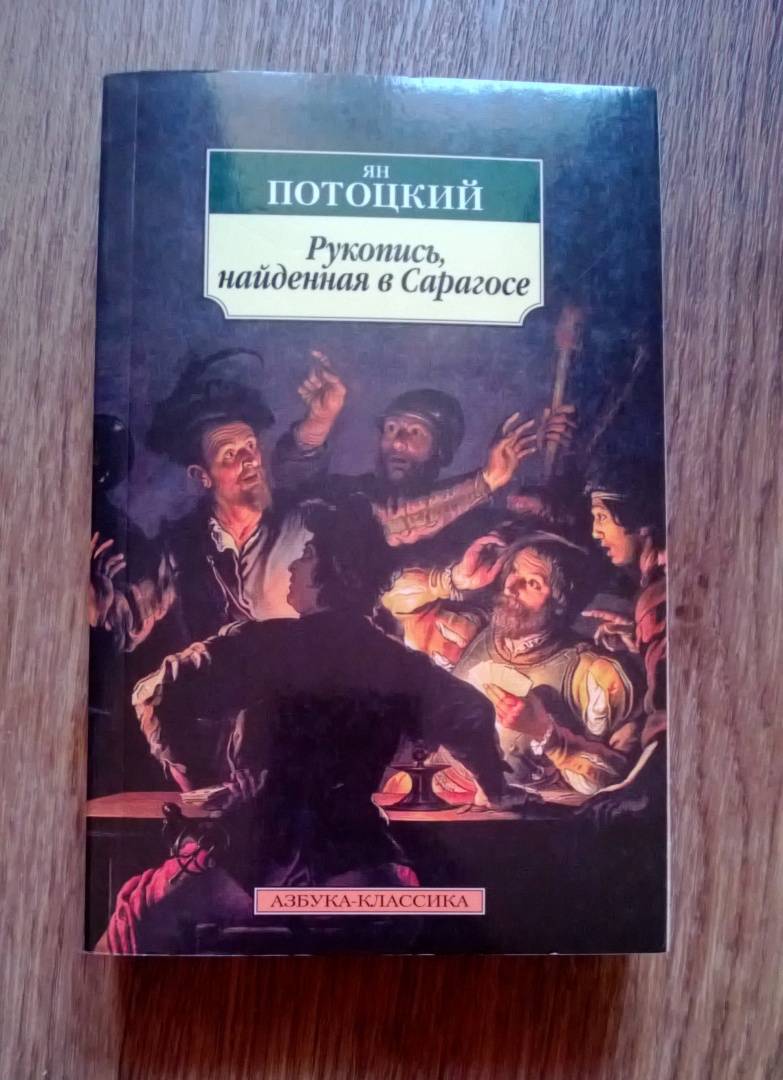 ЯН
ПОТОЦКИЙ
Рукопись,
найденная в Сарагосе
АЗБУКА-КЛАССИКА